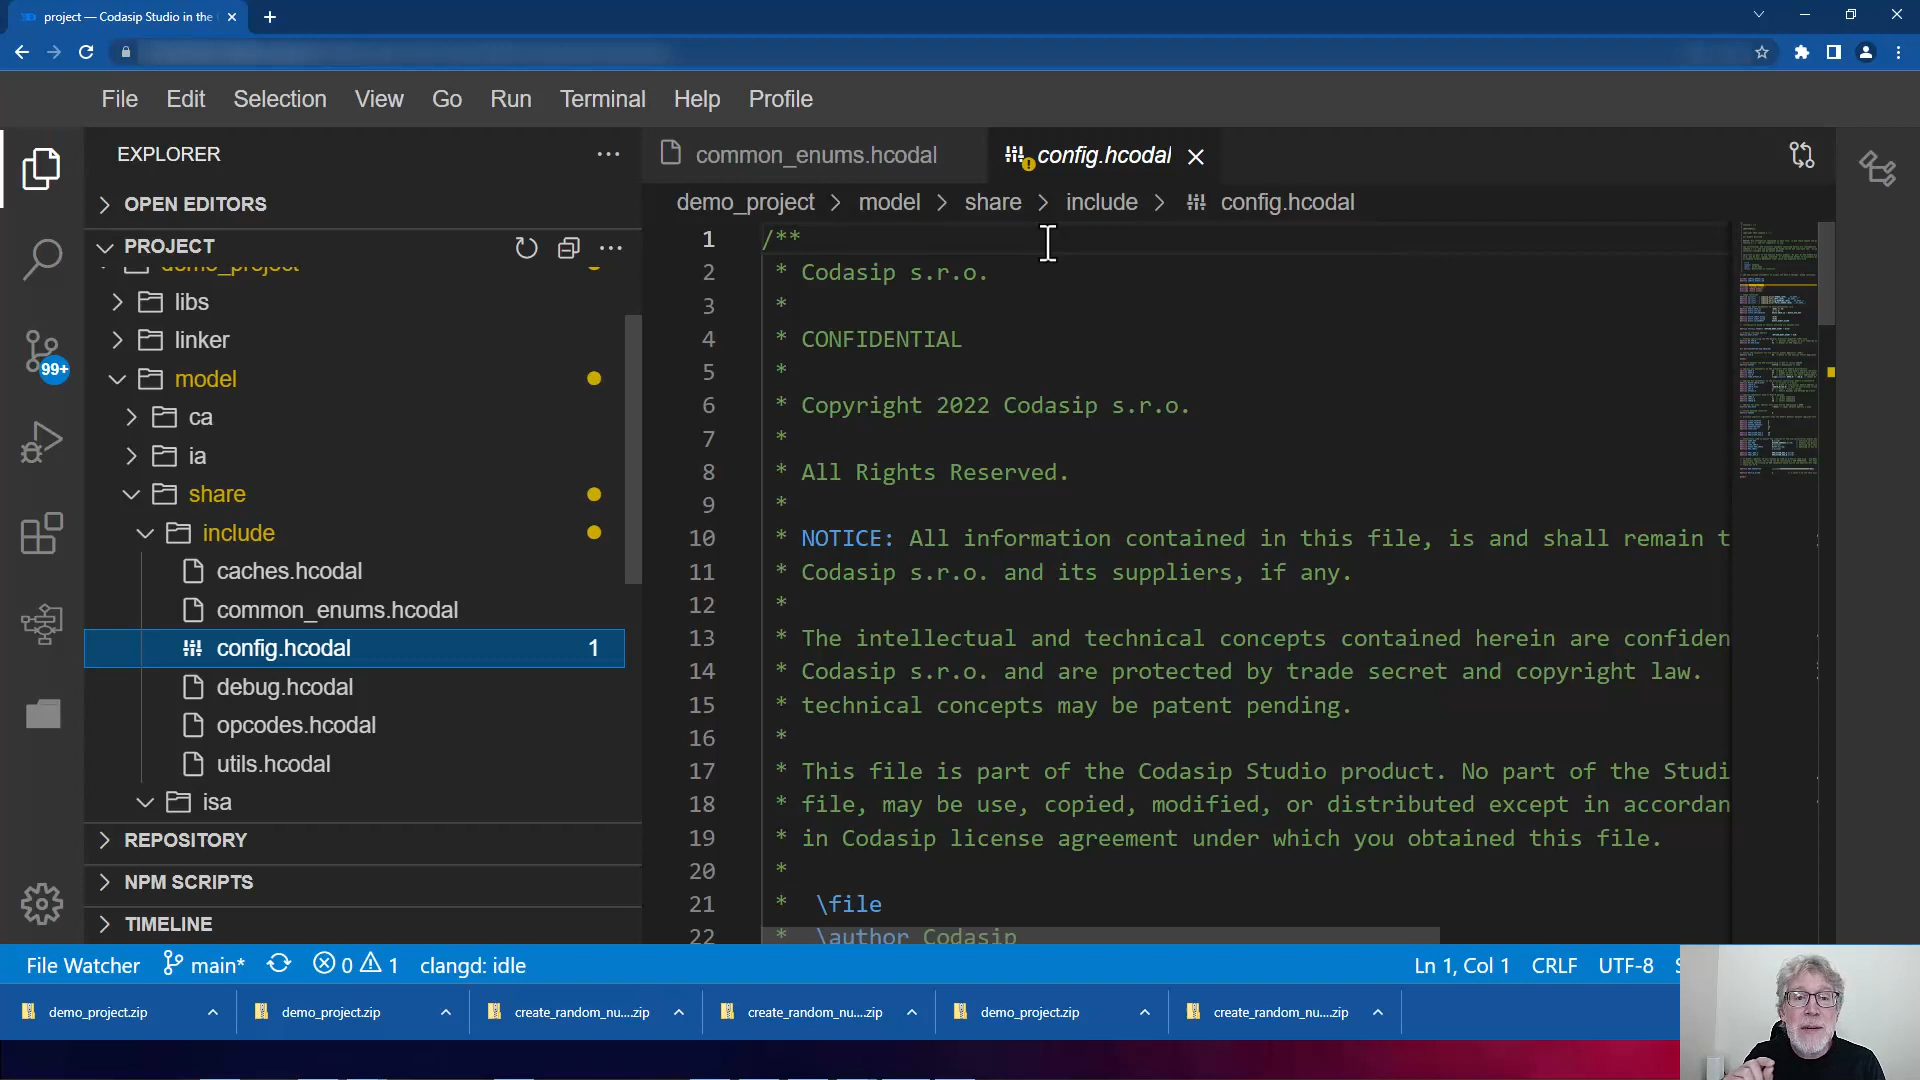 project — Codasip Studio in the
File Edit Selection View Go Run Terminal Help Profile
EXPLORER
OPEN EDITORS
PROJECT
demo_project
libs
linker
model
ca
ia
share
include
caches.hcodal
common_enums.hcodal
config.hcodal 1
debug.hcodal
opcodes.hcodal
utils.hcodal
isa
REPOSITORY
NPM SCRIPTS
TIMELINE
99+
common_enums.hcodal
config.hcodal
demo_project > model > share > include > config.hcodal
1 /**
2 * Codasip s.r.o.
3 *
4 * CONFIDENTIAL
5 *
6 * Copyright 2022 Codasip s.r.o.
7 *
8 * All Rights Reserved.
9 *
10 * NOTICE: All information contained in this file, is and shall remain t
11 * Codasip s.r.o. and its suppliers, if any.
12 *
13 * The intellectual and technical concepts contained herein are confiden
14 * Codasip s.r.o. and are protected by trade secret and copyright law.
15 * technical concepts may be patent pending.
16 *
17 * This file is part of the Codasip Studio product. No part of the Studi
18 * file, may be use, copied, modified, or distributed except in accordan
19 * in Codasip license agreement under which you obtained this file.
20 *
21 * \file
22 * \author Codasip
File Watcher main* 0 1 clangd: idle Ln 1, Col 1 CRLF UTF-8
demo_project.zip demo_project.zip create_random_nu....zip create_random_nu....zip demo_project.zip create_random_nu....zip